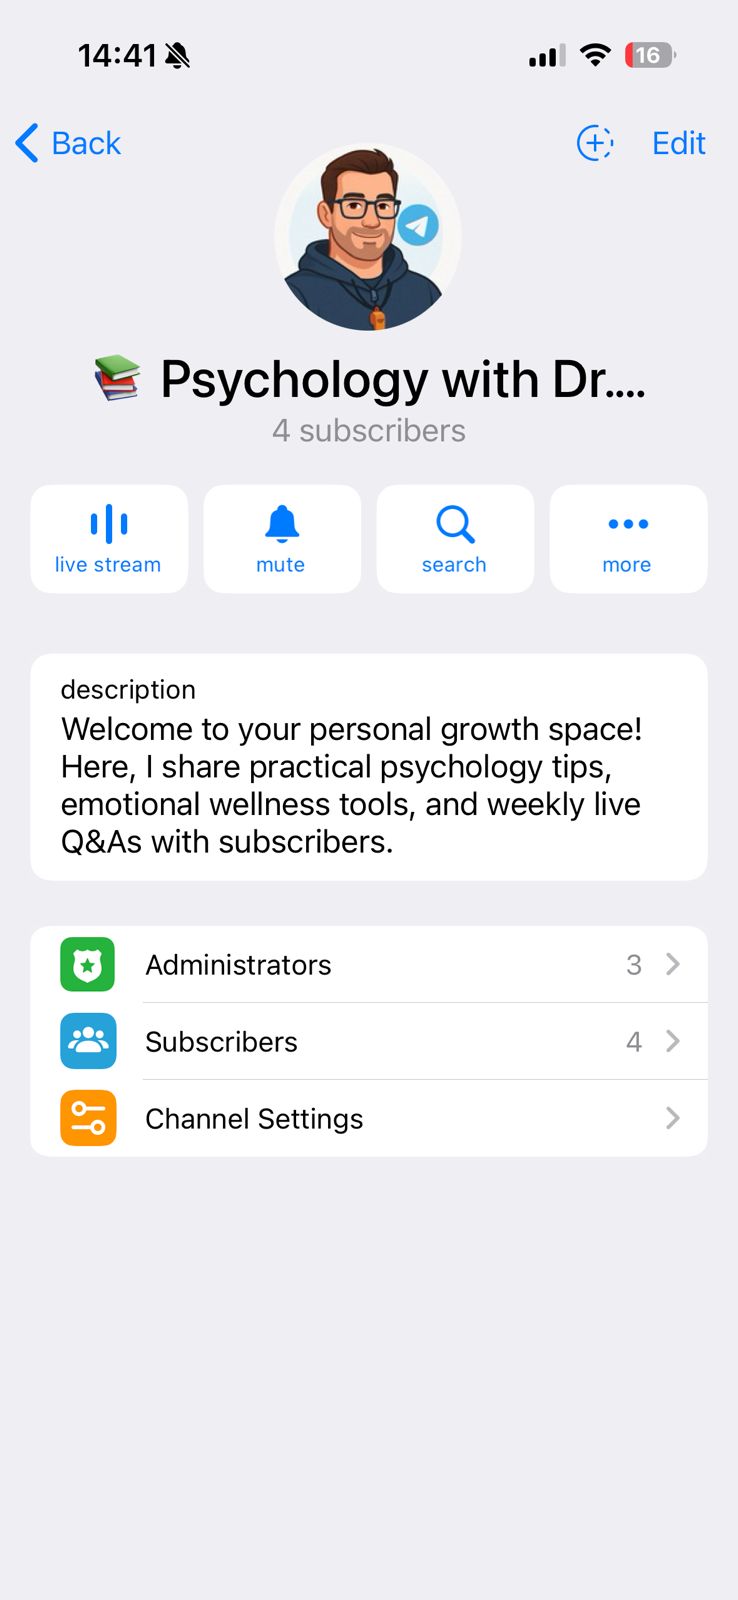 14:41
16
Back
Edit
Psychology with Dr....
4 subscribers
live stream
mute
search
more
description
Welcome to your personal growth space!
Here, I share practical psychology tips,
emotional wellness tools, and weekly live
Q&As with subscribers.
Administrators 3
Subscribers 4
Channel Settings